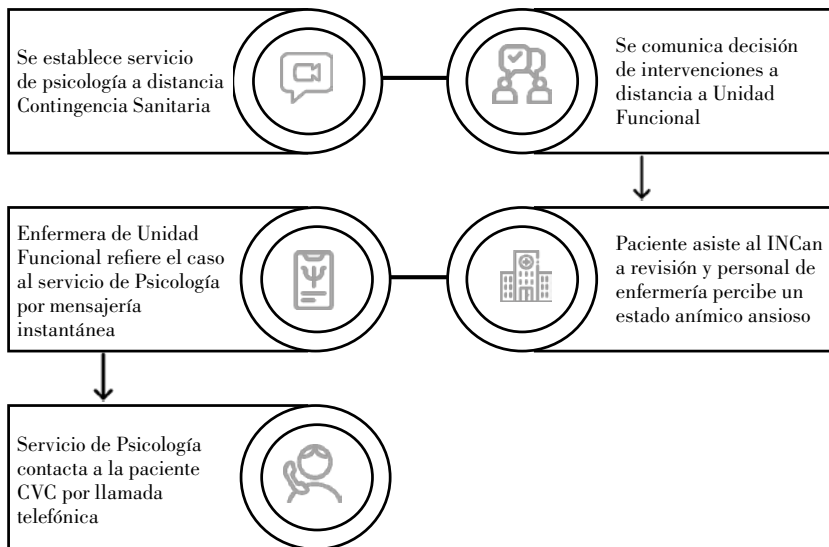 Se establece servicio
de psicología a distancia
Contingencia Sanitaria
Se comunica decisión
de intervenciones a
distancia a Unidad
Funcional
Paciente asiste al INCan
a revisión y personal de
enfermería percibe un
estado anímico ansioso
Enfermera de Unidad
Funcional refiere el caso
al servicio de Psicología
por mensajería
instantánea
Servicio de Psicología
contacta a la paciente
CVC por llamada
telefónica